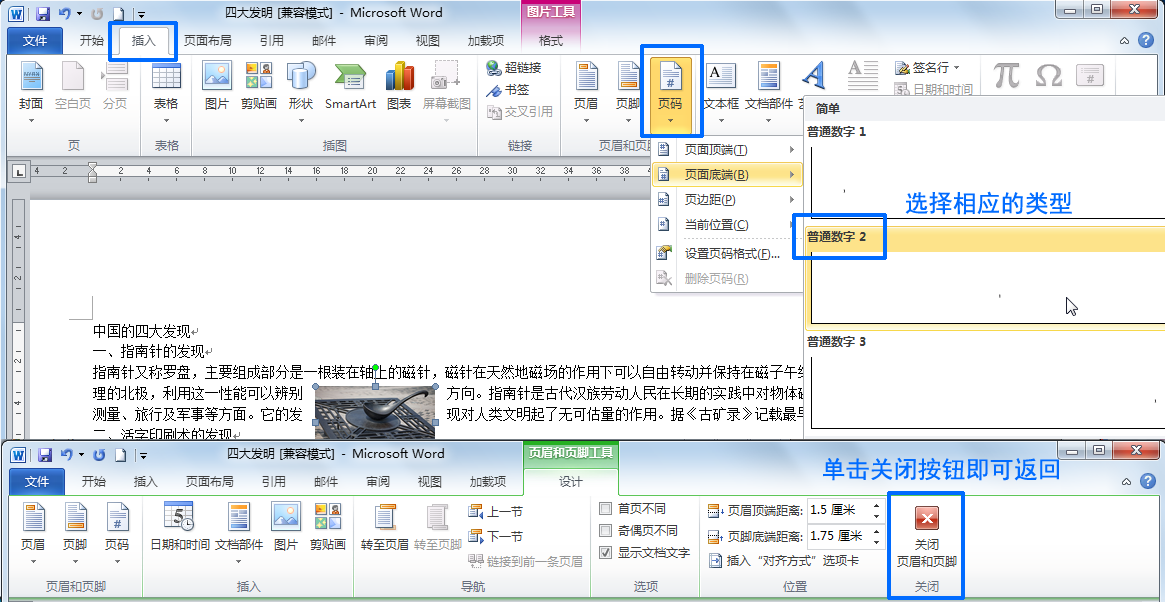 四大发明 [兼容模式] - Microsoft Word
图片工具
文件 开始 插入 页面布局 引用 邮件 审阅 视图 加载项 格式
封面 空白页 分页 表格 图片 剪贴画 形状 SmartArt 图表 屏幕截图 超链接 书签 交叉引用 页眉 页脚 页码 文本框 文档部件 签名行 日期和时间
页 表格 插图 链接 页眉和页
4 2 2 4 6 8 10 12 14 16 18 20 22 24 26 28 30 32 34 36 38
页面顶端(T)
页面底端(B)
页边距(P)
当前位置(C)
设置页码格式(F)...
删除页码(R)
简单
普通数字 1
选择相应的类型
普通数字 2
普通数字 3
中国的四大发现
一、指南针的发现
指南针又称罗盘，主要组成部分是一根装在轴上的磁针，磁针在天然地磁场的作用下可以自由转动并保持在磁子午
理的北极，利用这一性能可以辨别 方向。指南针是古代汉族劳动人民在长期的实践中对物体
测量、旅行及军事等方面。它的发 现对人类文明起了无可估量的作用。据《古矿录》记载最早
二、活字印刷术的发现
四大发明 [兼容模式] - Microsoft Word
页眉和页脚工具
文件 开始 插入 页面布局 引用 邮件 审阅 视图 加载项 设计
单击关闭按钮即可返回
页眉 页脚 页码 日期和时间 文档部件 图片 剪贴画 转至页眉 转至页脚
上一节
下一节
链接到前一条页眉
首页不同
奇偶页不同
显示文档文字
页眉顶端距离: 1.5 厘米
页脚底端距离: 1.75 厘米
插入“对齐方式”选项卡
关闭
页眉和页脚
页眉和页脚 插入 导航 选项 位置 关闭